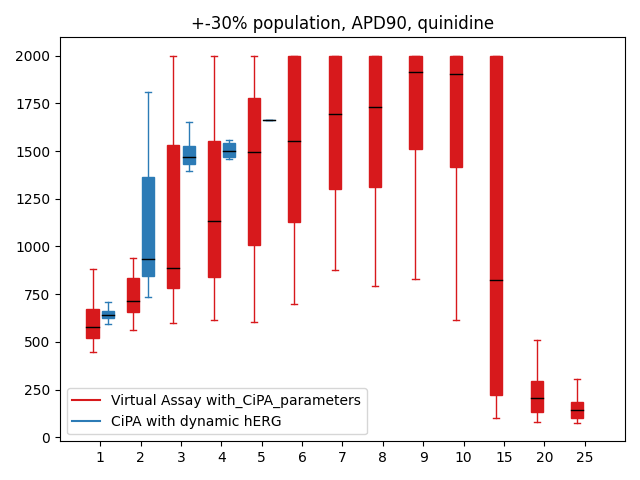 +-30% population, APD90, quinidine
2000
1750
1500
1250
1000
750
500
250
0
Virtual Assay with_CiPA_parameters
CiPA with dynamic hERG
1 2 3 4 5 6 7 8 9 10 15 20 25